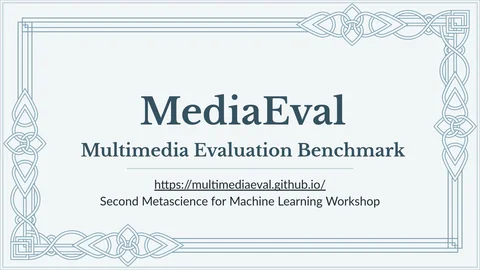 MediaEval
Multimedia Evaluation Benchmark
https://multimediaeval.github.io/
Second Metascience for Machine Learning Workshop